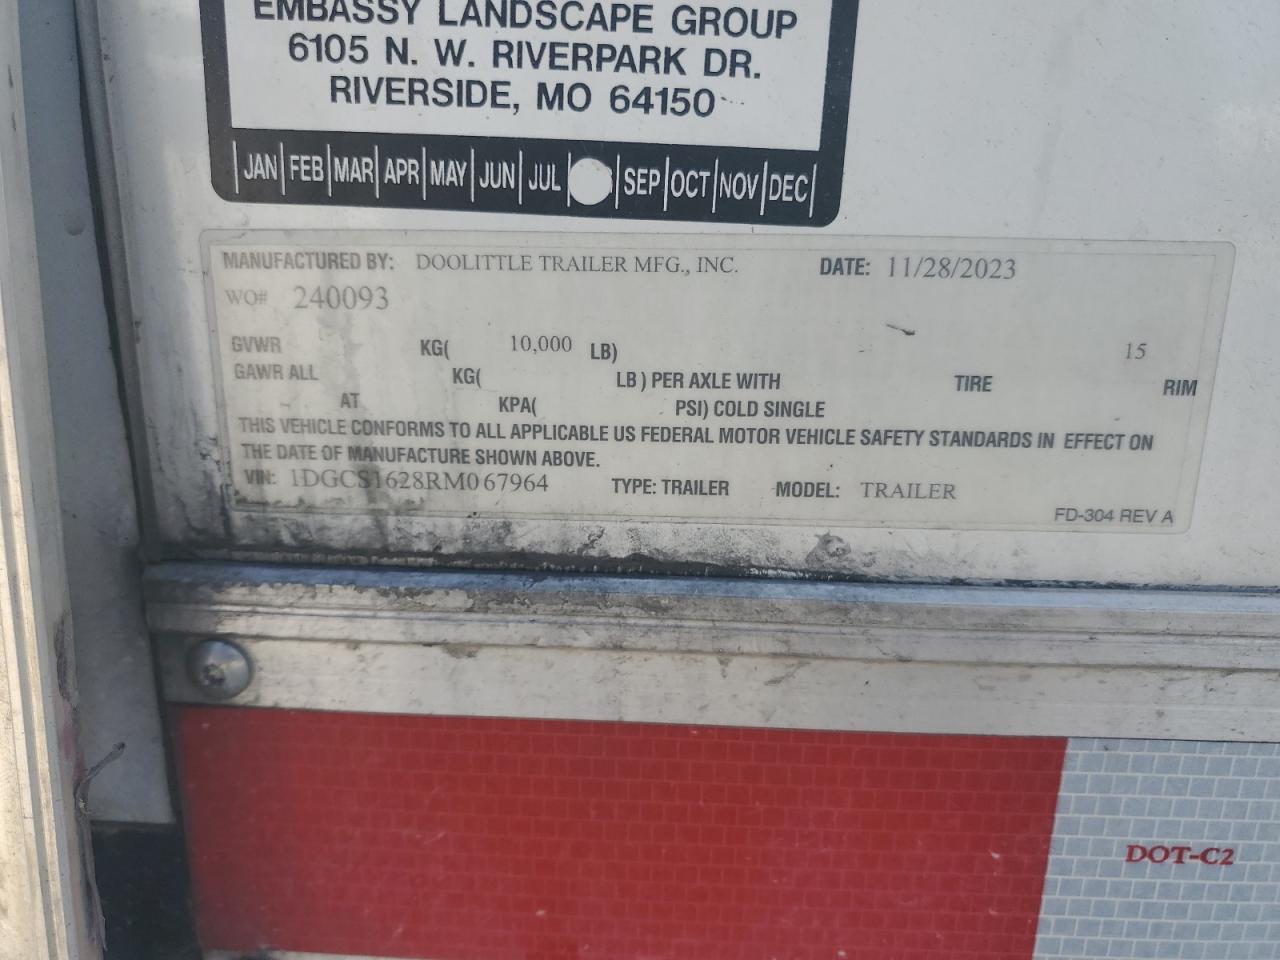 EMBASSY LANDSCAPE GROUP
6105 N. W. RIVERPARK DR.
RIVERSIDE, MO 64150
JAN FEB MAR APR MAY JUN JUL SEP OCT NOV DEC
MANUFACTURED BY: DOOLITTLE TRAILER MFG., INC. DATE: 11/28/2023
WO# 240093
GVWR KG( 10,000 LB) 15
GAWR ALL KG( LB ) PER AXLE WITH TIRE RIM
AT KPA( PSI) COLD SINGLE
THIS VEHICLE CONFORMS TO ALL APPLICABLE US FEDERAL MOTOR VEHICLE SAFETY STANDARDS IN EFFECT ON
THE DATE OF MANUFACTURE SHOWN ABOVE.
VIN: 1DGCS1628RM067964 TYPE: TRAILER MODEL: TRAILER
FD-304 REV A
DOT-C2